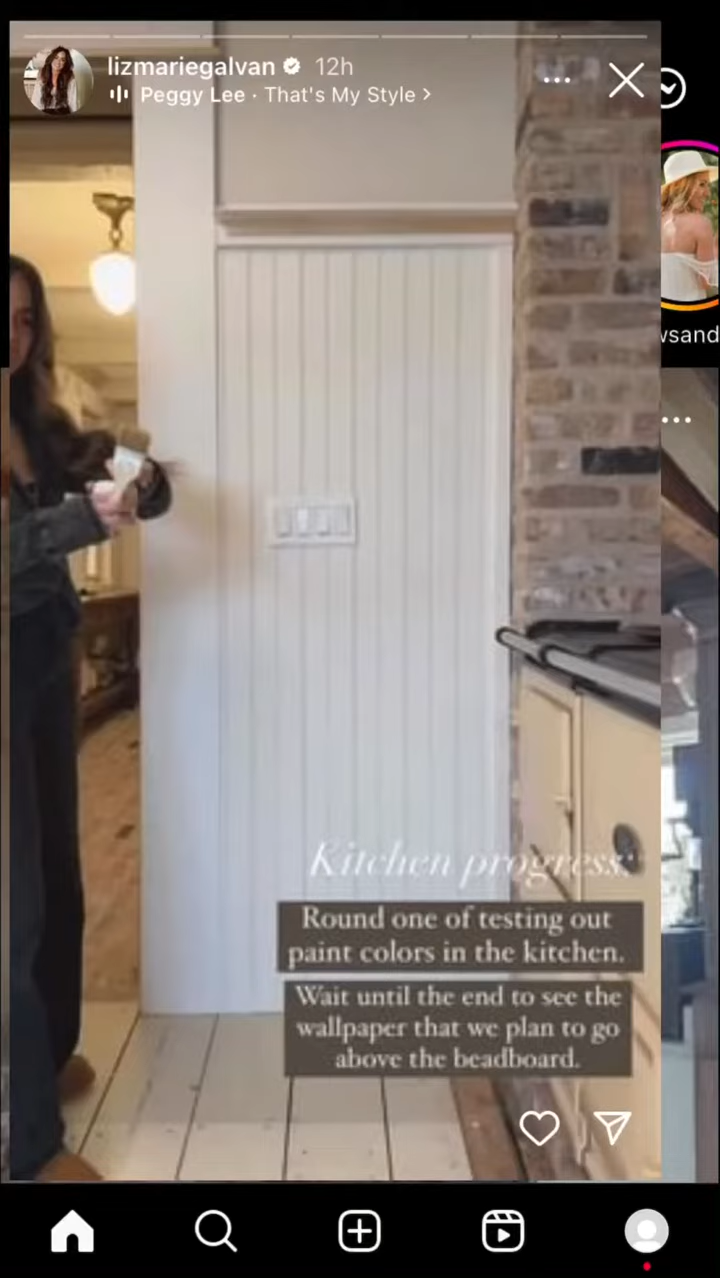 lizmariegalvan 12h
Peggy Lee · That's My Style >
wsand
Kitchen progress:
Round one of testing out
paint colors in the kitchen.
Wait until the end to see the
wallpaper that we plan to go
above the beadboard.